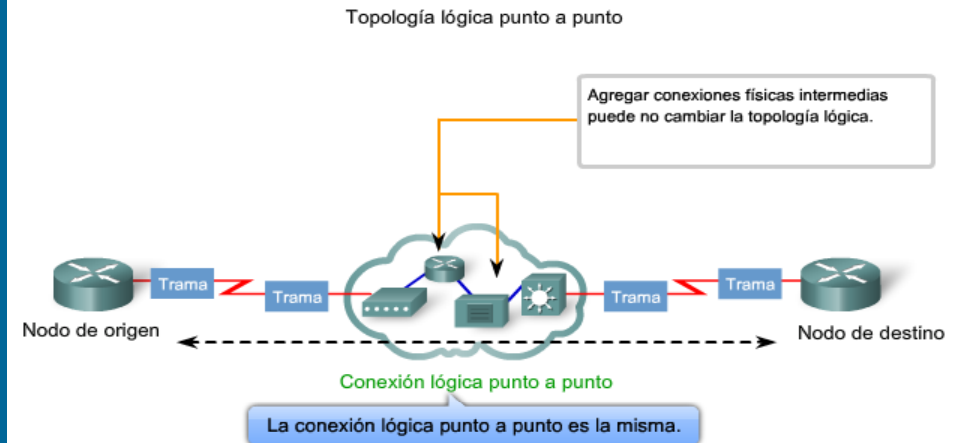 Topología lógica punto a punto
Agregar conexiones físicas intermedias
puede no cambiar la topología lógica.
Trama
Trama
Trama
Trama
Nodo de origen
Nodo de destino
Conexión lógica punto a punto
La conexión lógica punto a punto es la misma.